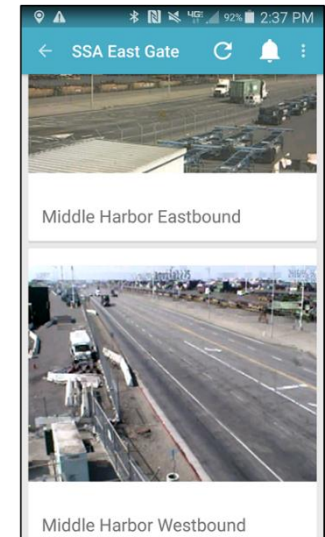 92% 2:37 PM
SSA East Gate
Middle Harbor Eastbound
Middle Harbor Westbound